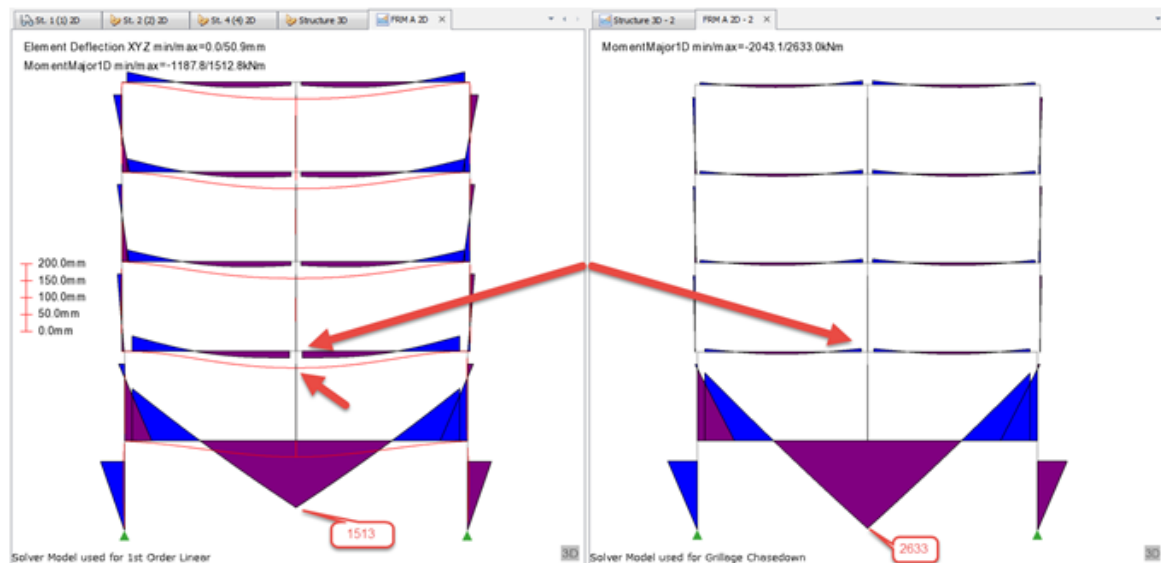 St. 1 (1) 2D
St. 2 (2) 2D
St. 4 (4) 2D
Structure 3D
FRM A 2D
Element Deflection XYZ min/max=0.0/50.9mm
MomentMajor1D min/max=-1187.8/1512.8kNm
200.0mm
150.0mm
100.0mm
50.0mm
0.0mm
1513
Solver Model used for 1st Order Linear
3D
Structure 3D - 2
FRM A 2D - 2
MomentMajor1D min/max=-2043.1/2633.0kNm
2633
Solver Model used for Grillage Chasedown
3D